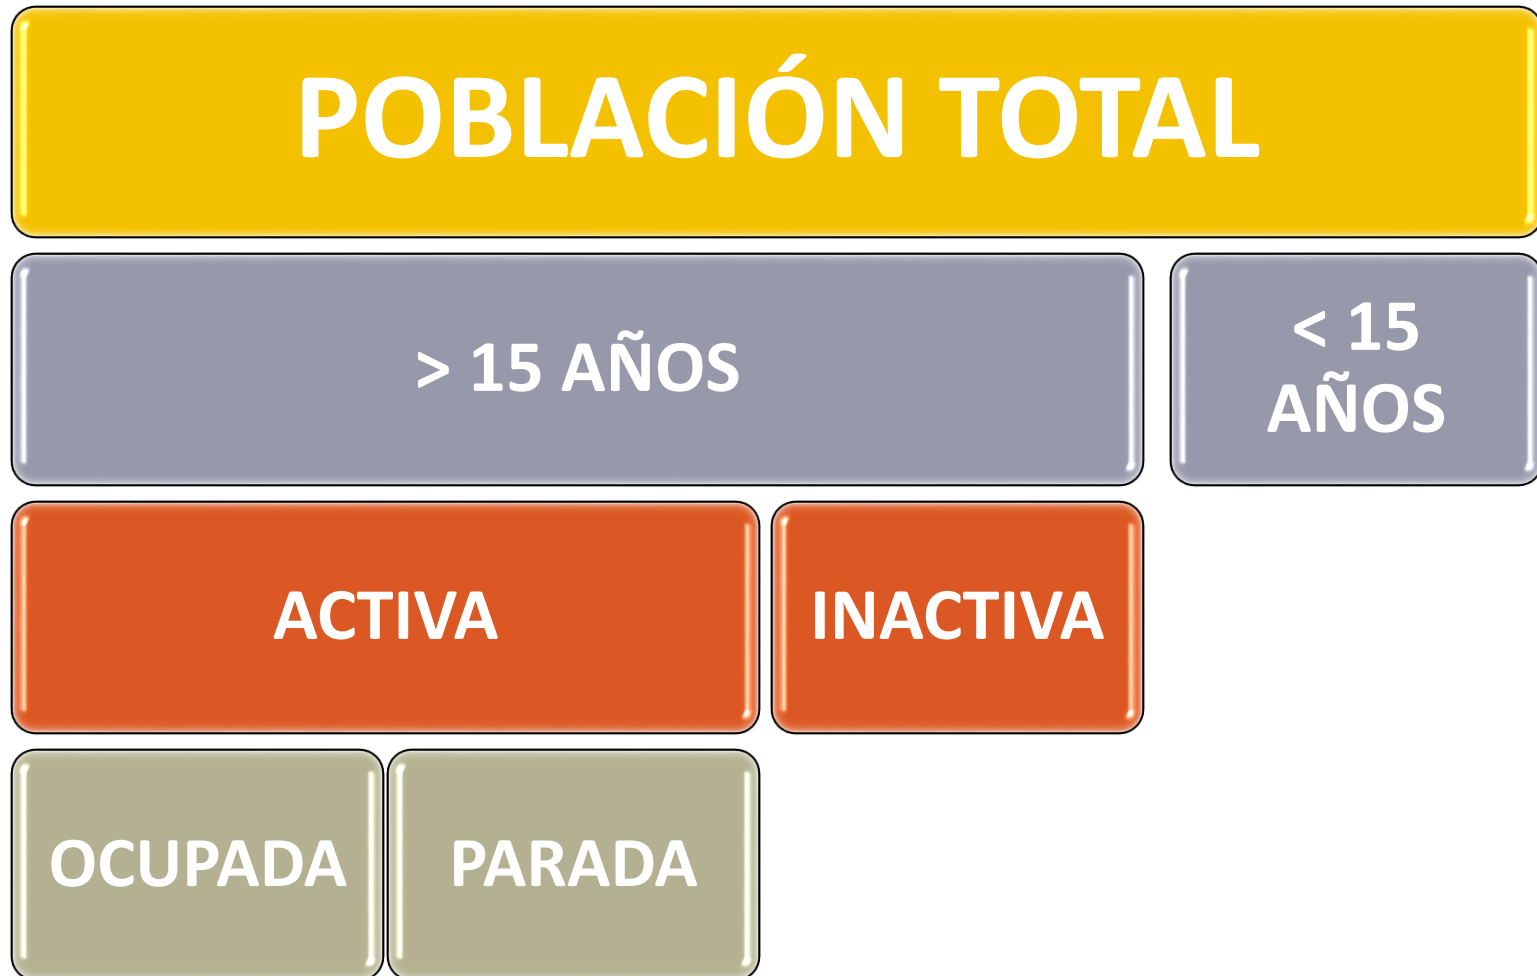 POBLACIÓN TOTAL
> 15 AÑOS
< 15
AÑOS
ACTIVA
INACTIVA
OCUPADA
PARADA